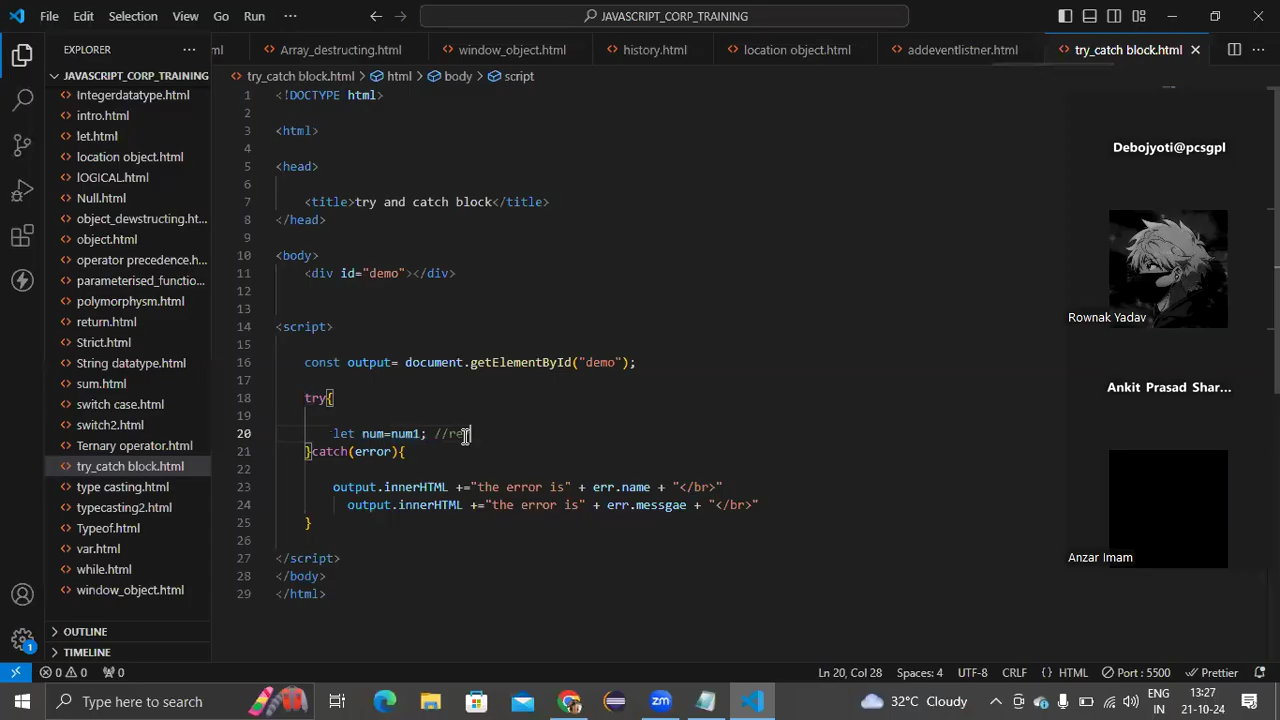 File Edit Selection View Go Run ··· JAVASCRIPT_CORP_TRAINING
EXPLORER ···
JAVASCRIPT_CORP_TRAINING
Integerdatatype.html
intro.html
let.html
location object.html
lOGICAL.html
Null.html
object_dewstructing.ht...
object.html
operator precedence.h...
parameterised_functio...
polymorphysm.html
return.html
Strict.html
String datatype.html
sum.html
switch case.html
switch2.html
Ternary operator.html
try_catch block.html
type casting.html
typecasting2.html
Typeof.html
var.html
while.html
window_object.html
OUTLINE
TIMELINE
ml Array_destructing.html window_object.html history.html location object.html addeventlistner.html try_catch block.html
try_catch block.html > html > body > script
1 <!DOCTYPE html>
2
3 <html>
4
5 <head>
6
7 <title>try and catch block</title>
8 </head>
9
10 <body>
11 <div id="demo"></div>
12
13
14 <script>
15
16 const output= document.getElementById("demo");
17
18 try{
19
20 let num=num1; //re
21 }catch(error){
22
23 output.innerHTML +="the error is" + err.name + "</br>"
24 output.innerHTML +="the error is" + err.messgae + "</br>"
25 }
26
27 </script>
28 </body>
29 </html>
Debojyoti@pcsgpl
Rownak Yadav
Ankit Prasad Shar...
Anzar Imam
1
0 0 0 Ln 20, Col 28 Spaces: 4 UTF-8 CRLF {} HTML Port : 5500 Prettier
Type here to search zm 32°C Cloudy ENG IN 13:27 21-10-24